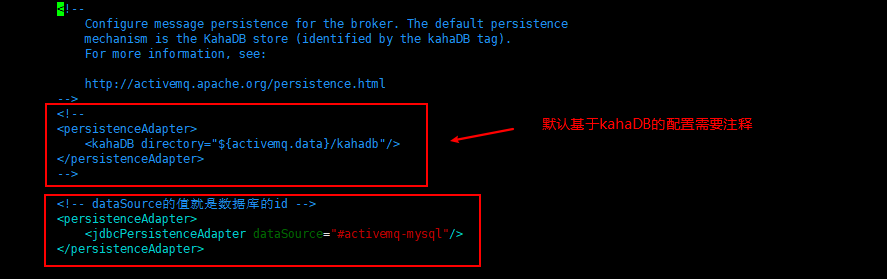 <!--
Configure message persistence for the broker. The default persistence
mechanism is the KahaDB store (identified by the kahaDB tag).
For more information, see:
http://activemq.apache.org/persistence.html
-->
<!--
<persistenceAdapter>
<kahaDB directory="${activemq.data}/kahadb"/>
</persistenceAdapter>
-->
默认基于kahaDB的配置需要注释
<!-- dataSource的值就是数据库的id -->
<persistenceAdapter>
<jdbcPersistenceAdapter dataSource="#activemq-mysql"/>
</persistenceAdapter>